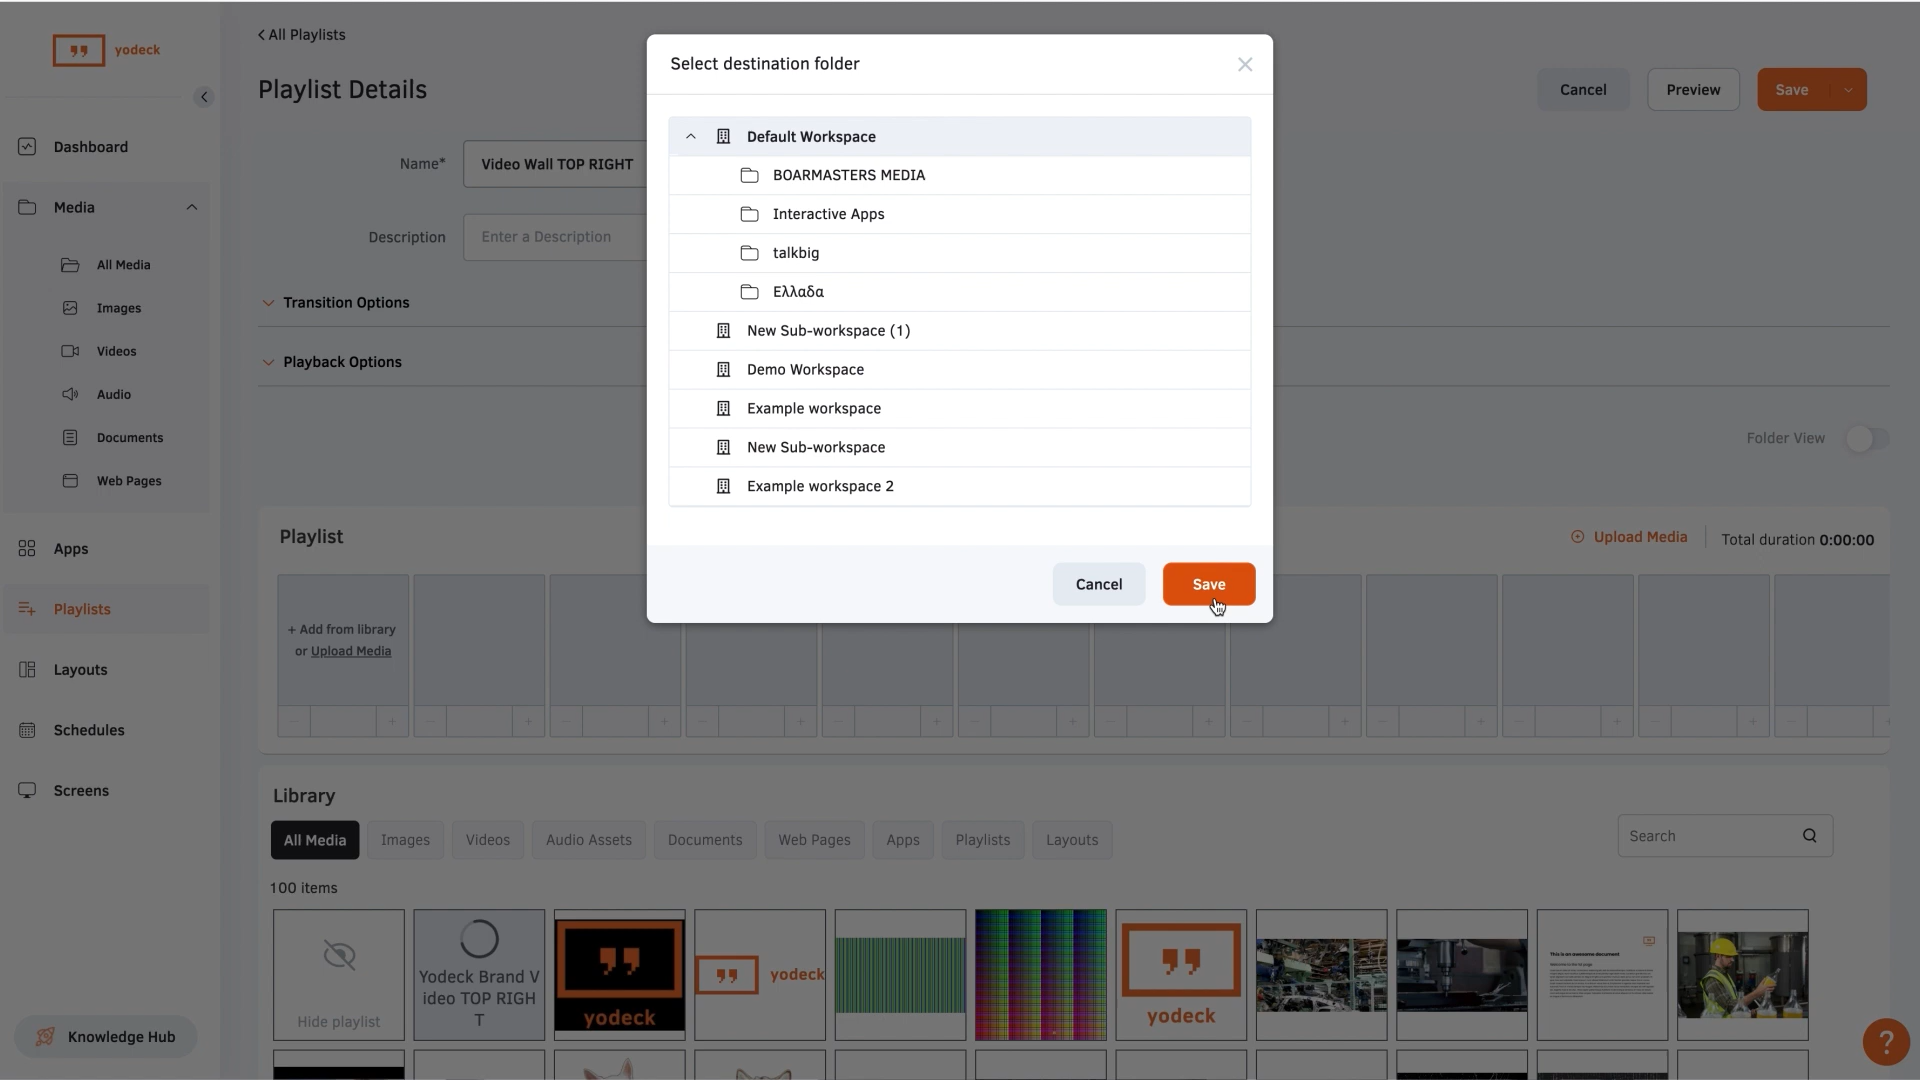 yodeck
Dashboard
Media
All Media
Images
Videos
Audio
Documents
Web Pages
Apps
Playlists
Layouts
Schedules
Screens
Knowledge Hub
All Playlists
Playlist Details
Cancel
Preview
Save
Name*
Video Wall TOP RIGHT
Description
Enter a Description
Transition Options
Playback Options
Folder View
Select destination folder
Default Workspace
BOARMASTERS MEDIA
Interactive Apps
talkbig
Ελλαδα
New Sub-workspace (1)
Demo Workspace
Example workspace
New Sub-workspace
Example workspace 2
Cancel
Save
Playlist
Upload Media
Total duration 0:00:00
+ Add from library
or Upload Media
Library
All Media
Images
Videos
Audio Assets
Documents
Web Pages
Apps
Playlists
Layouts
Search
100 items
Hide playlist
Yodeck Brand V
ideo TOP RIGH
T
yodeck
yodeck
yodeck
This is an awesome document
?